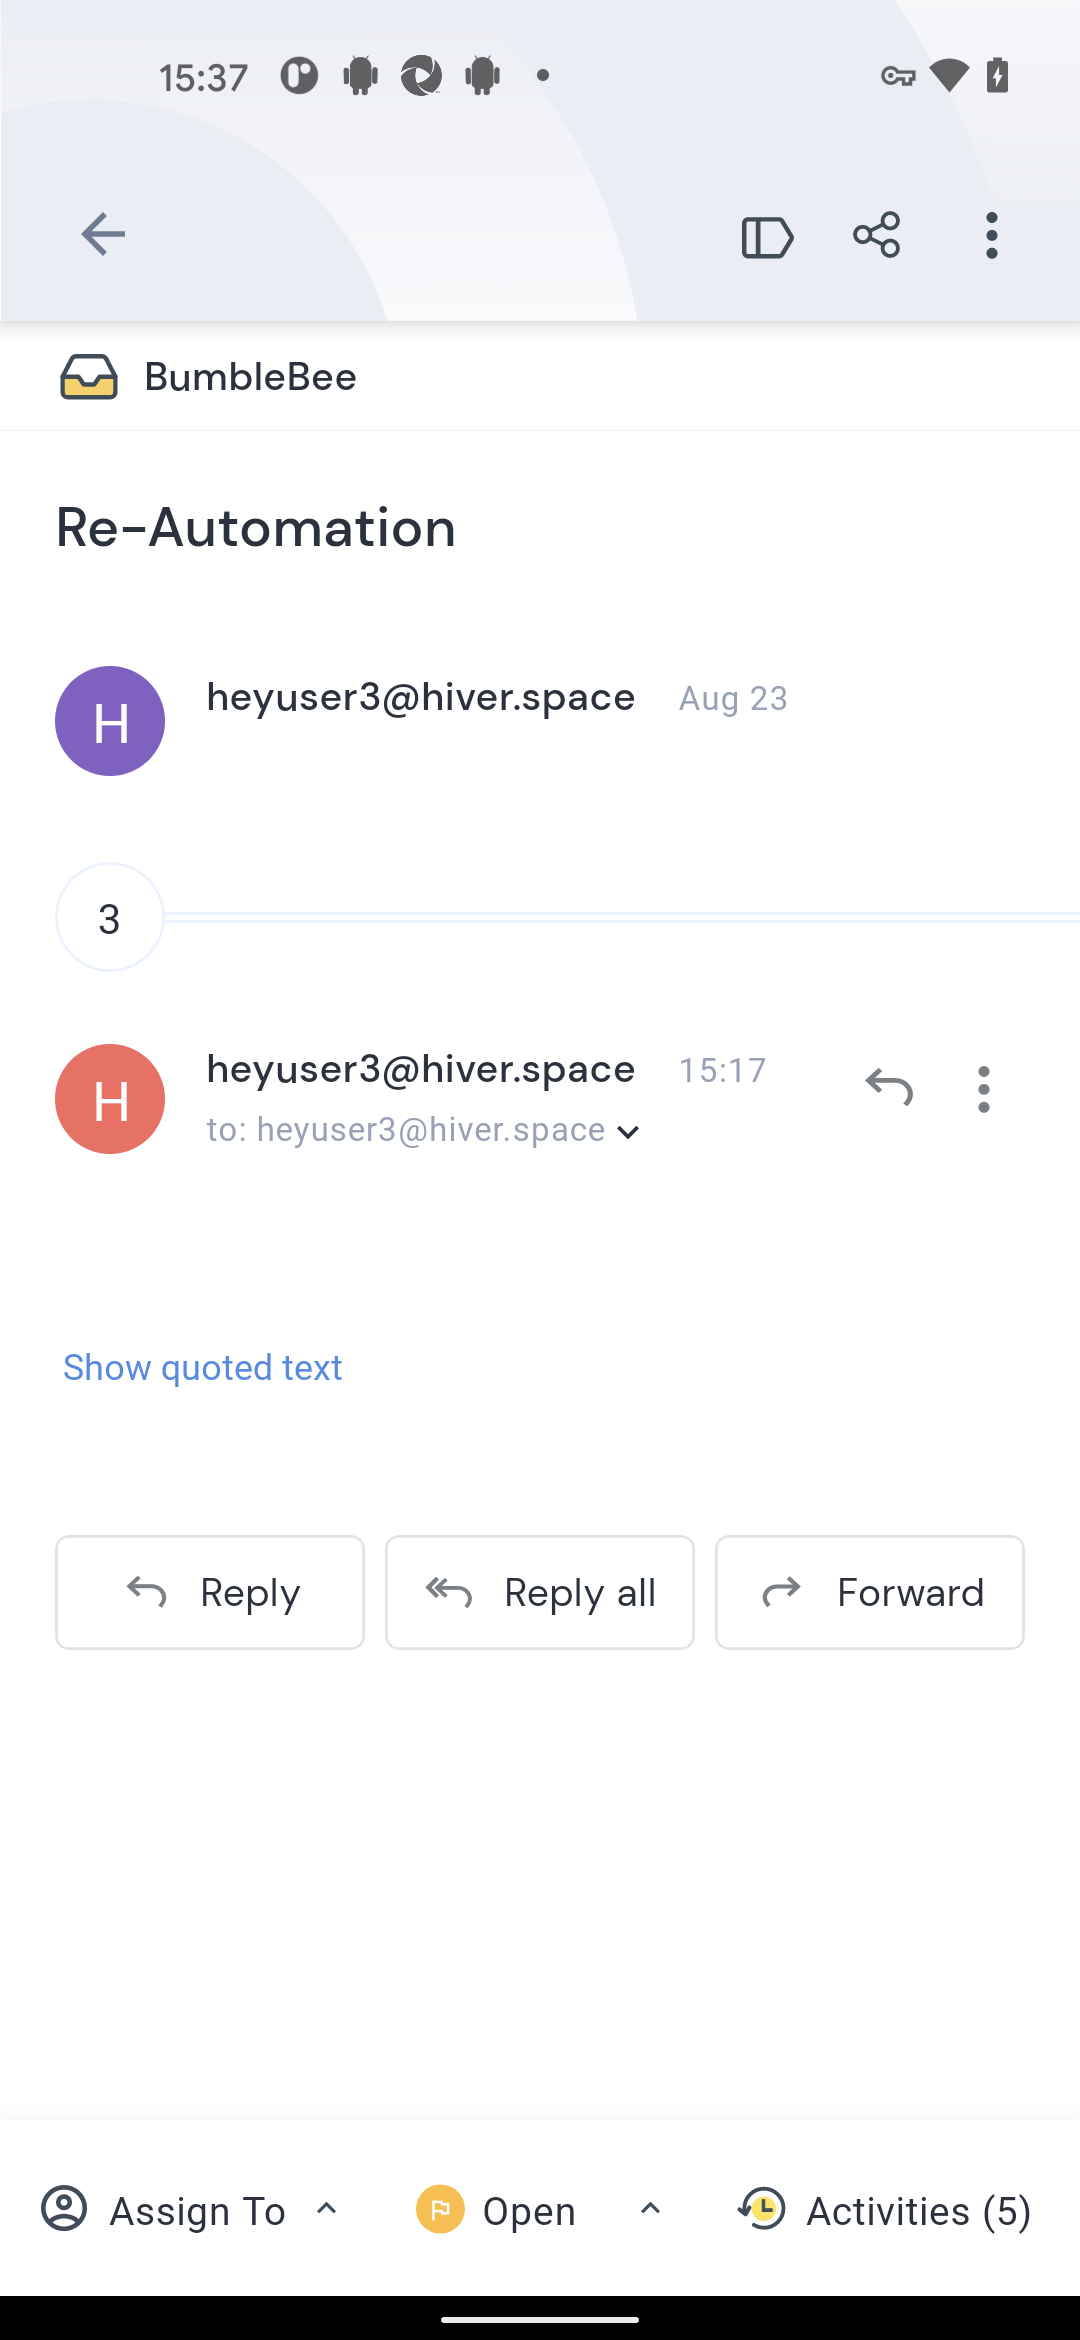 15:37
BumbleBee
Re-Automation
H
heyuser3@hiver.space Aug 23
3
H
heyuser3@hiver.space 15:17
to: heyuser3@hiver.space
Show quoted text
Reply Reply all Forward
Assign To Open Activities (5)